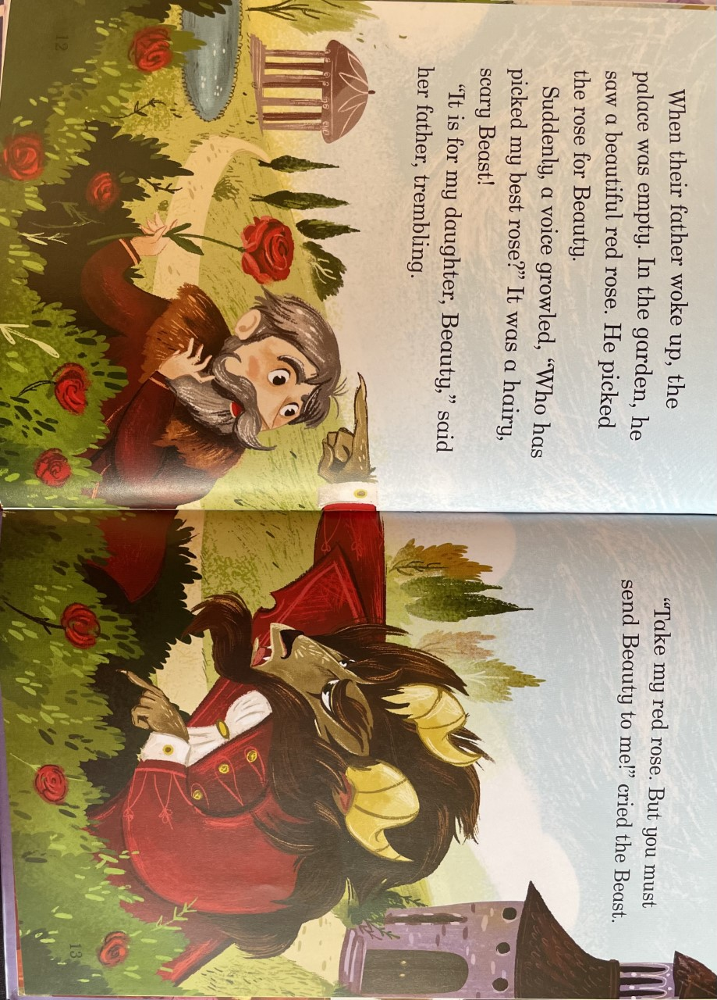 When their father woke up, the
palace was empty. In the garden, he
saw a beautiful red rose. He picked
the rose for Beauty.
Suddenly, a voice growled, “Who has
picked my best rose?” It was a hairy,
scary Beast!
“It is for my daughter, Beauty,” said
her father, trembling.
12
“Take my red rose. But you must
send Beauty to me!” cried the Beast.
13